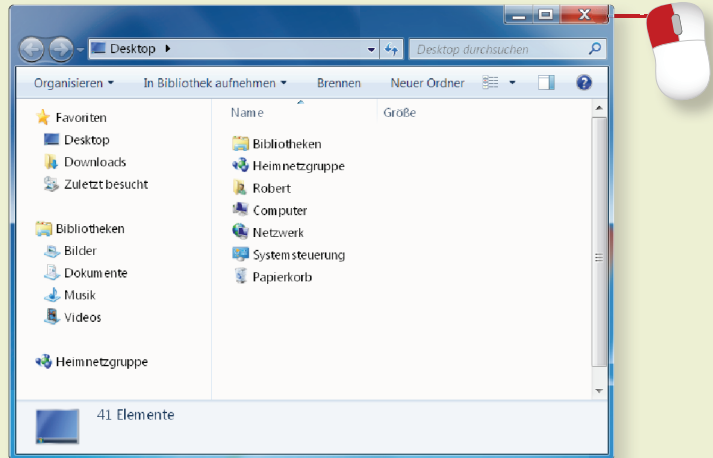 Desktop
Desktop durchsuchen
Organisieren
In Bibliothek aufnehmen
Brennen
Neuer Ordner
Favoriten
Desktop
Downloads
Zuletzt besucht
Bibliotheken
Bilder
Dokumente
Musik
Videos
Heimnetzgruppe
Name
Größe
Bibliotheken
Heimnetzgruppe
Robert
Computer
Netzwerk
Systemsteuerung
Papierkorb
41 Elemente